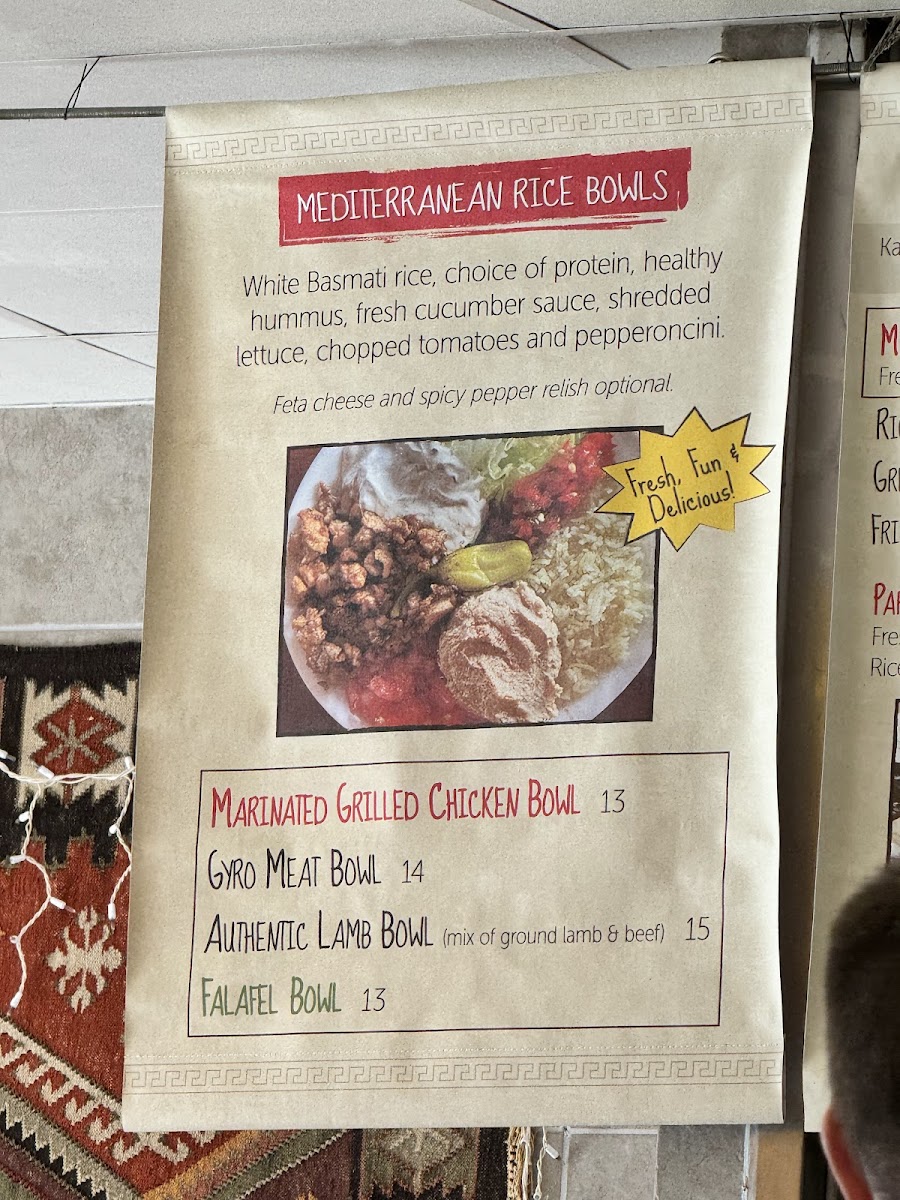 MEDITERRANEAN RICE BOWLS
White Basmati rice, choice of protein, healthy
hummus, fresh cucumber sauce, shredded
lettuce, chopped tomatoes and pepperoncini.
Feta cheese and spicy pepper relish optional.
Fresh, Fun &
Delicious!
MARINATED GRILLED CHICKEN BOWL 13
GYRO MEAT BOWL 14
AUTHENTIC LAMB BOWL (mix of ground lamb & beef) 15
FALAFEL BOWL 13